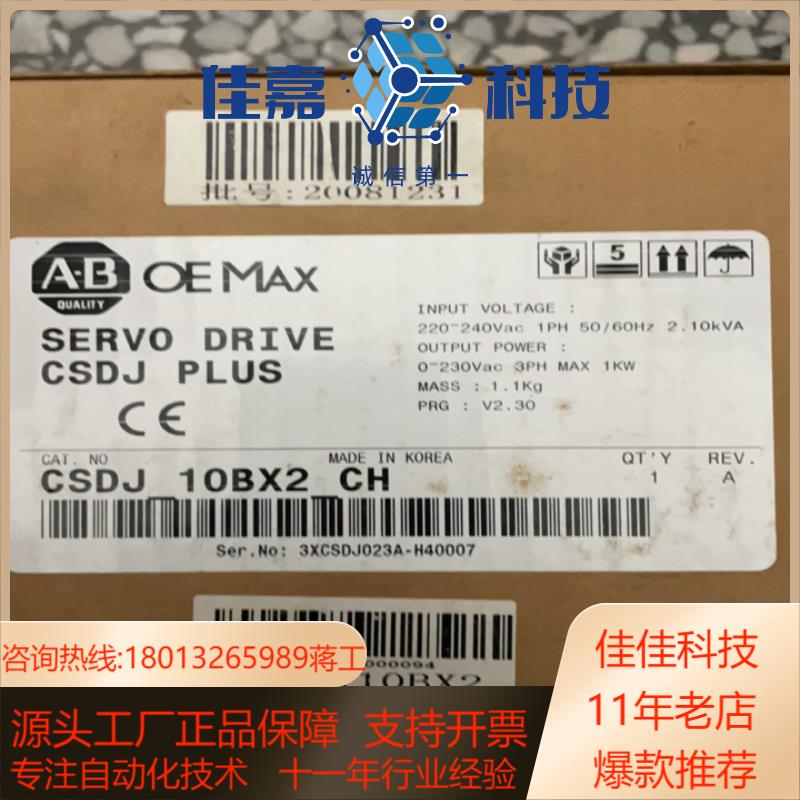 佳嘉科技
诚信第一
批号:20081231
A-B QUALITY
OEMAX
5
SERVO DRIVE
CSDJ PLUS
CE
INPUT VOLTAGE :
220~240Vac 1PH 50/60Hz 2.10kVA
OUTPUT POWER :
0~230Vac 3PH MAX 1KW
MASS : 1.1Kg
PRG : V2.30
CAT. NO MADE IN KOREA QT'Y REV.
CSDJ_10BX2_CH 1 A
Ser.No: 3XCSDJ023A-H40007
000094
10BX2
咨询热线:18013265989蒋工
源头工厂正品保障 支持开票
专注自动化技术 十一年行业经验
佳佳科技
11年老店
爆款推荐